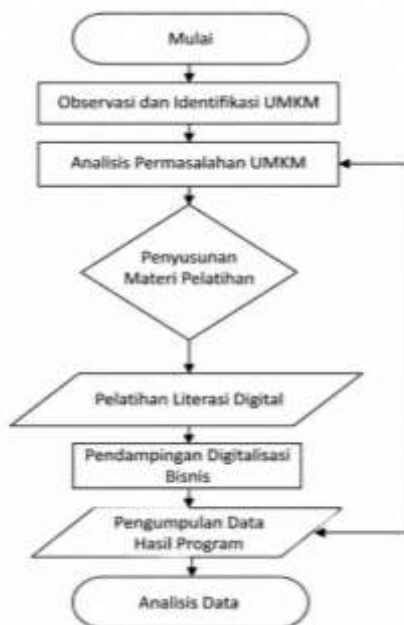 Mulai
Observasi dan Identifikasi UMKM
Analisis Permasalahan UMKM
Penyusunan
Materi Pelatihan
Pelatihan Literasi Digital
Pendampingan Digitalisasi
Bisnis
Pengumpulan Data
Hasil Program
Analisis Data